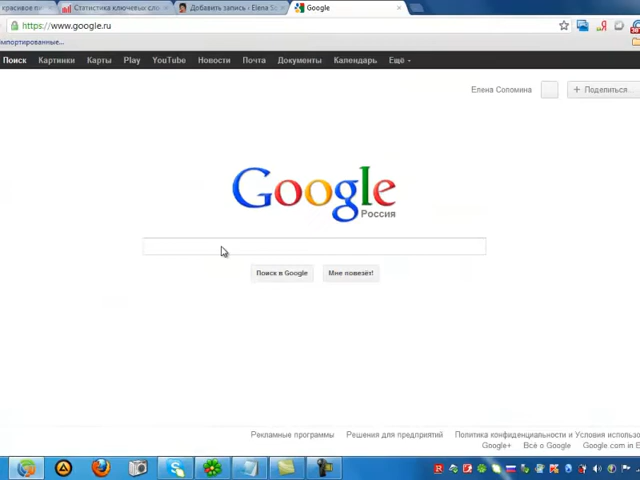 красивое пи
Статистика ключевых сло
Добавить запись ‹ Elena
Google
https://www.google.ru
мпортированные...
Поиск Картинки Карты Play YouTube Новости Почта Документы Календарь Ещё
Елена Соломина
+ Поделиться...
Google
Россия
Поиск в Google
Мне повезёт!
Рекламные программы Решения для предприятий Политика конфиденциальности и Условия использо
Google+ Всё о Google Google.com in E